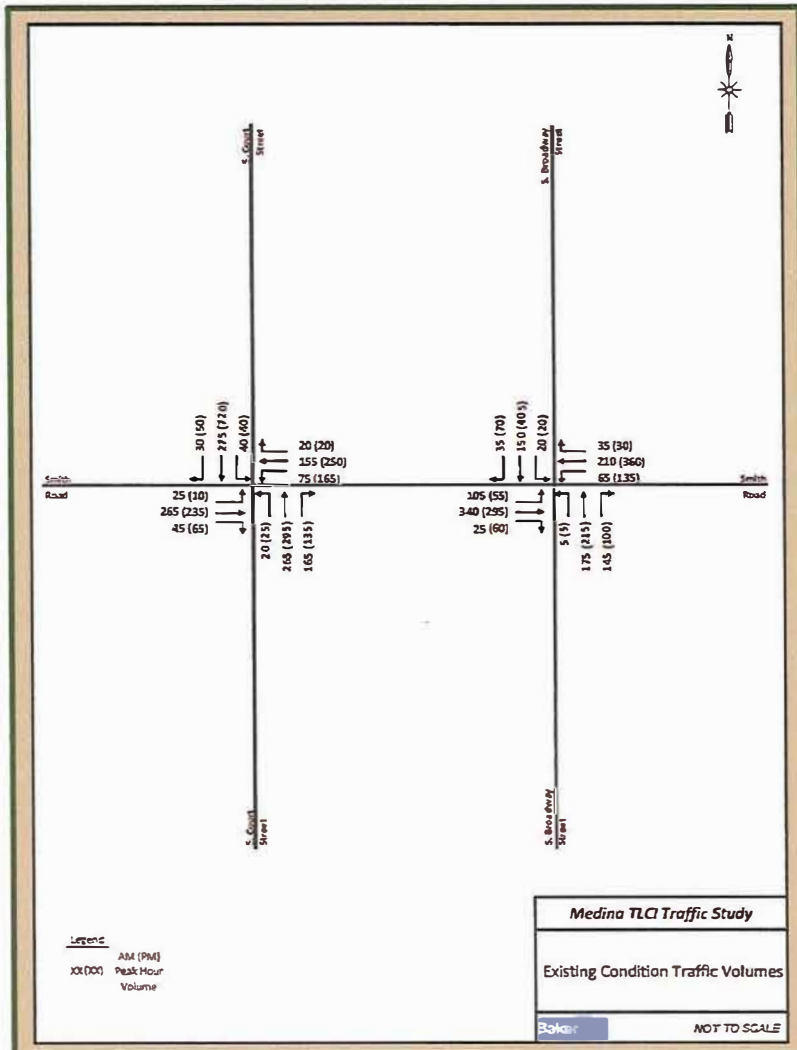 N
S. Court
Street
S. Broadway
Street
30 (50)
275 (720)
40 (40)
20 (20)
155 (250)
75 (165)
35 (70)
150 (405)
20 (20)
35 (30)
210 (360)
65 (135)
Smith
Road
Smith
Road
25 (10)
265 (235)
45 (65)
20 (25)
265 (295)
165 (135)
105 (55)
340 (295)
25 (60)
5 (5)
175 (215)
145 (100)
S. Court
Street
S. Broadway
Street
Legend
AM (PM)
XX (XX) Peak Hour
Volume
Medina TLCI Traffic Study
Existing Condition Traffic Volumes
Baker
NOT TO SCALE